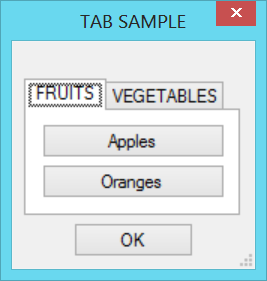 TAB SAMPLE
FRUITS VEGETABLES
Apples
Oranges
OK